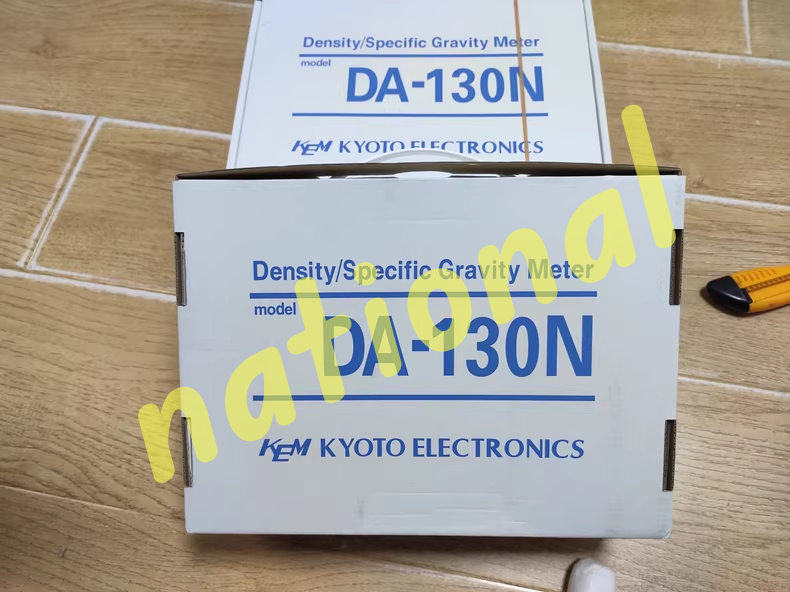 Density/Specific Gravity Meter
model
DA-130N
KEM KYOTO ELECTRONICS
Density/Specific Gravity Meter
model
DA-130N
KEM KYOTO ELECTRONICS
national